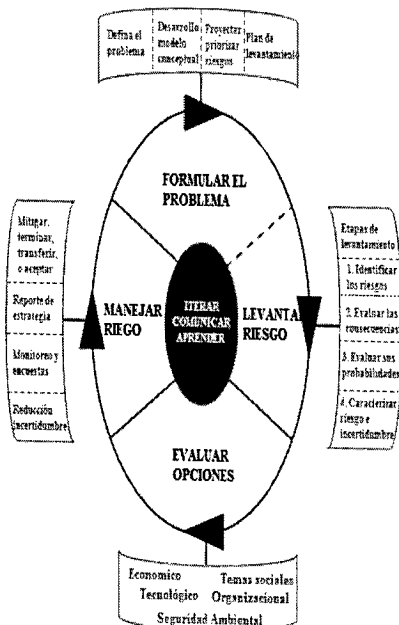 Defina el
problema
Desarrollo
modelo
conceptual
Proyectar
priorizar
riesgos
Plan de
levantamiento
FORMULAR EL
PROBLEMA
Mitigar,
terminar,
transferir,
o aceptar
Reporte de
estrategia
Monitoreo y
encuestas
Reducción
incertidumbre
MANEJAR
RIEGO
ITERAR
COMUNICAR
APRENDER
LEVANTAR
RIESGO
Etapas de
levantamiento
1. Identificar
los riesgos
2. Evaluar las
consecuencias
3. Evaluar sus
probabilidades
4. Caracterizar
riesgo e
incertidumbre
EVALUAR
OPCIONES
Economico Temas sociales
Tecnológico Organizacional
Seguridad Ambiental